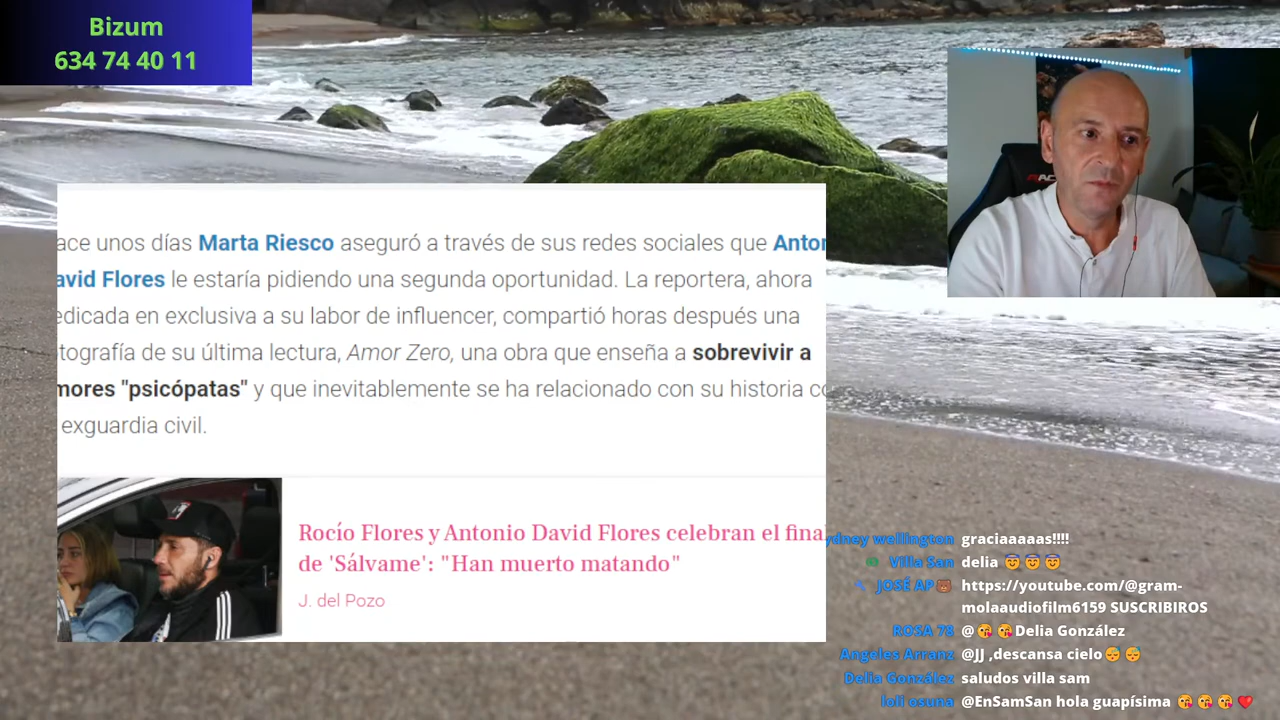 Bizum
634 74 40 11
ace unos días Marta Riesco aseguró a través de sus redes sociales que Anton
avid Flores le estaría pidiendo una segunda oportunidad. La reportera, ahora
edicada en exclusiva a su labor de influencer, compartió horas después una
tografía de su última lectura, Amor Zero, una obra que enseña a sobrevivir a
mores "psicópatas" y que inevitablemente se ha relacionado con su historia co
exguardia civil.
Rocío Flores y Antonio David Flores celebran el final
de 'Sálvame': "Han muerto matando"
J. del Pozo
ydney wellington graciaaaaas!!!!
Villa San delia 😇😇😇
JOSÉ AP🐻 https://youtube.com/@gram-
molaaudiofilm6159 SUSCRIBIROS
ROSA 78 @😘😘Delia González
Angeles Arranz @JJ ,descansa cielo😴😴
Delia González saludos villa sam
loli osuna @EnSamSan hola guapísima 😘😘😘❤️